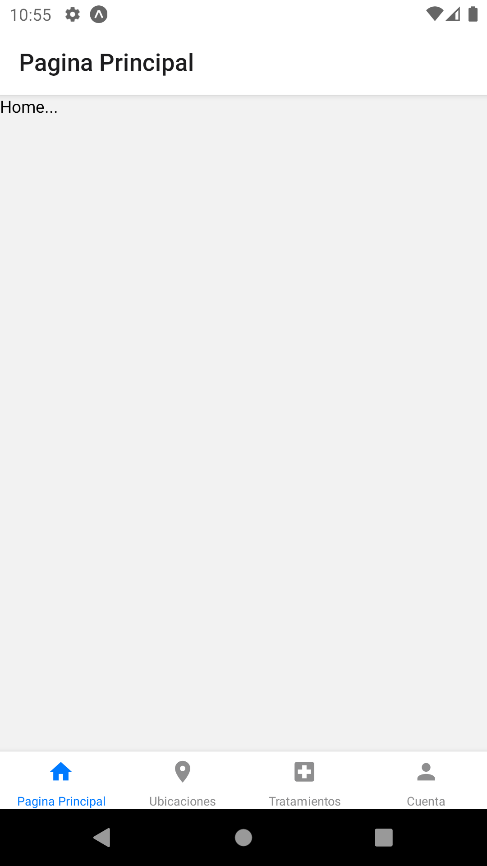 10:55
Pagina Principal
Home...
Pagina Principal
Ubicaciones
Tratamientos
Cuenta